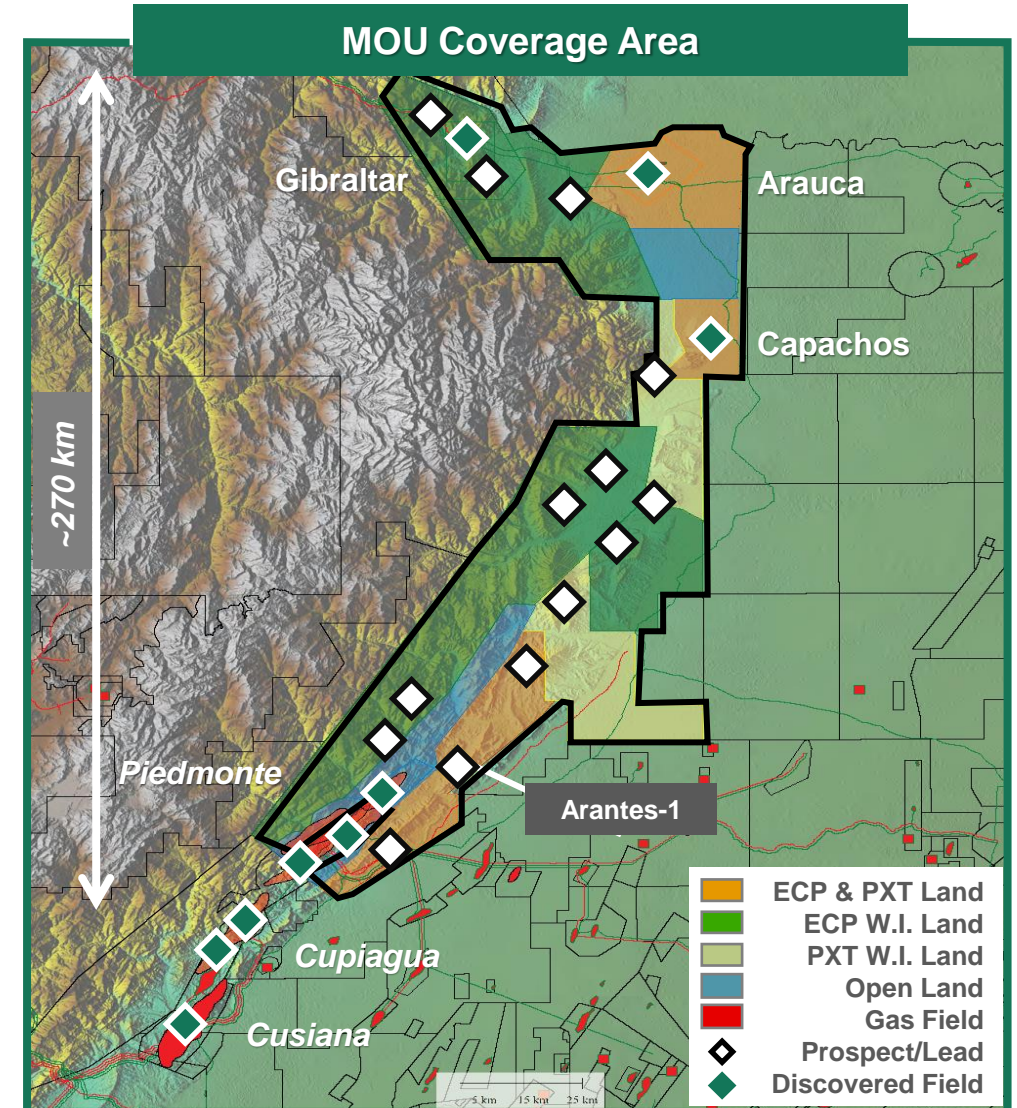 MOU Coverage Area
Gibraltar
Arauca
Capachos
~270 km
Piedmonte
Arantes-1
Cupiagua
Cusiana
ECP & PXT Land
ECP W.I. Land
PXT W.I. Land
Open Land
Gas Field
Prospect/Lead
Discovered Field
5 km 15 km 25 km